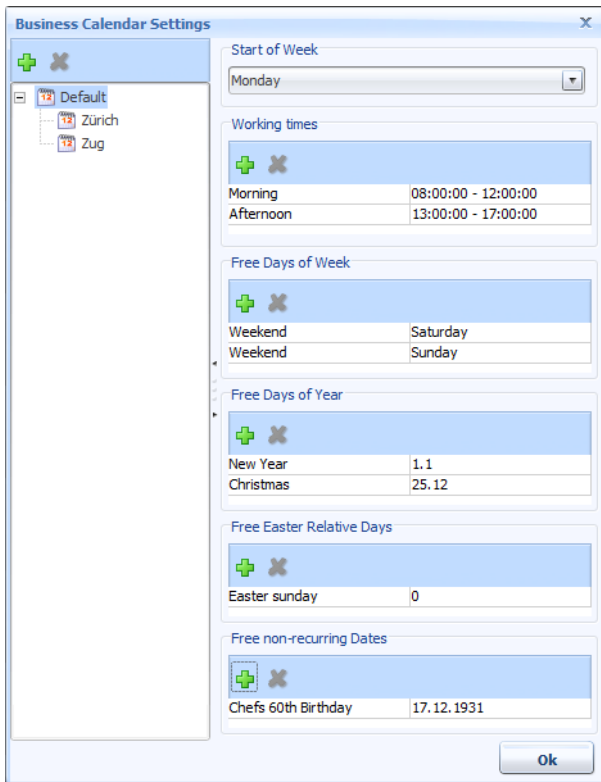 Business Calendar Settings
Default
Zürich
Zug
Start of Week
Monday
Working times
Morning 08:00:00 - 12:00:00
Afternoon 13:00:00 - 17:00:00
Free Days of Week
Weekend Saturday
Weekend Sunday
Free Days of Year
New Year 1.1
Christmas 25.12
Free Easter Relative Days
Easter sunday 0
Free non-recurring Dates
Chefs 60th Birthday 17.12.1931
Ok